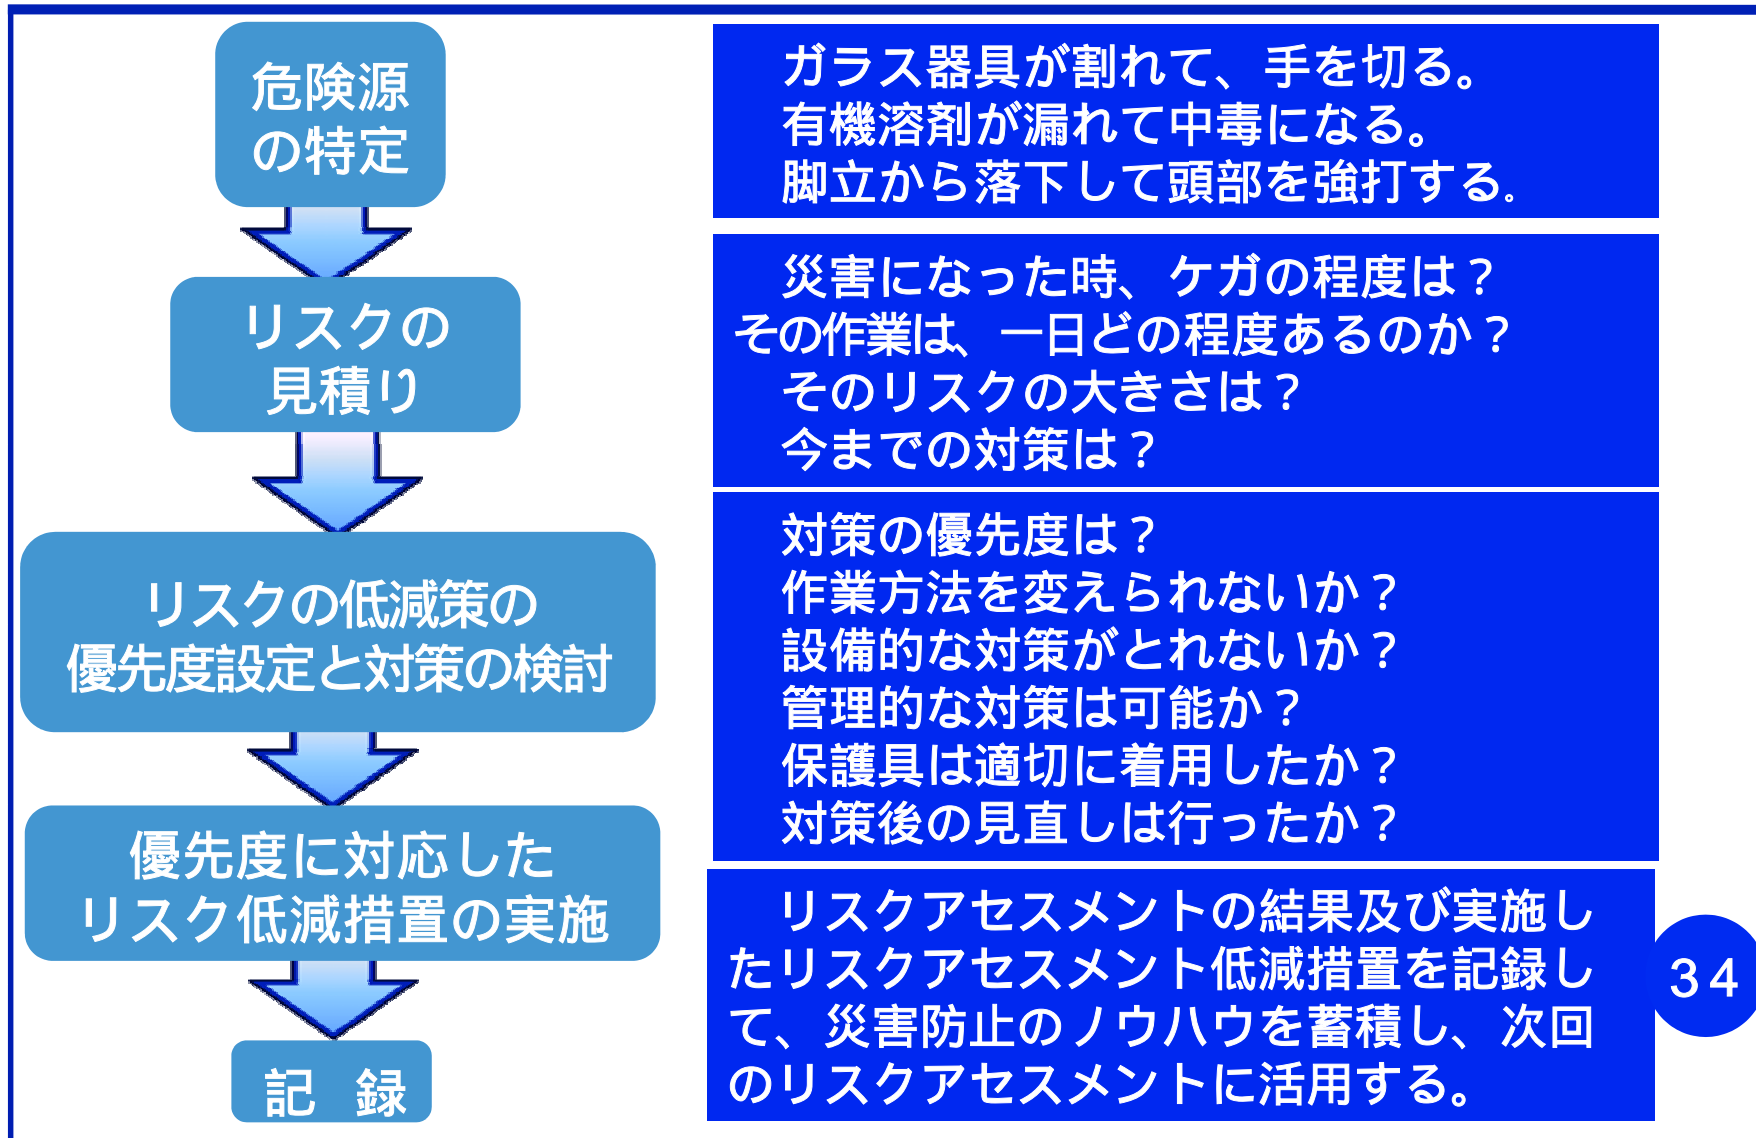 危険源
の特定
ガラス器具が割れて、手を切る。
有機溶剤が漏れて中毒になる。
脚立から落下して頭部を強打する。
リスクの
見積り
災害になった時、ケガの程度は？
その作業は、一日どの程度あるのか？
そのリスクの大きさは？
今までの対策は？
リスクの低減策の
優先度設定と対策の検討
対策の優先度は？
作業方法を変えられないか？
設備的な対策がとれないか？
管理的な対策は可能か？
保護具は適切に着用したか？
対策後の見直しは行ったか？
優先度に対応した
リスク低減措置の実施
記　録
リスクアセスメントの結果及び実施し
たリスクアセスメント低減措置を記録し
て、災害防止のノウハウを蓄積し、次回
のリスクアセスメントに活用する。
３４